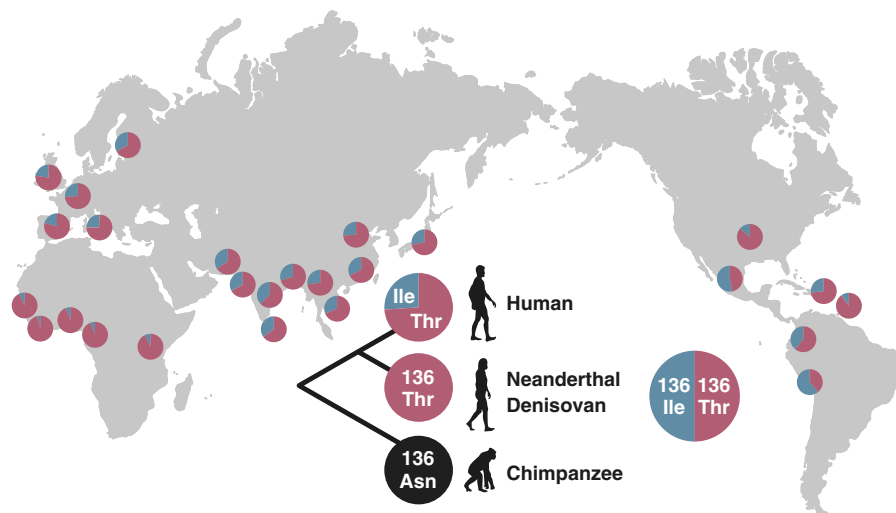 Ile
Thr
Human
136
Thr
Neanderthal
Denisovan
136 136
Ile Thr
136
Asn
Chimpanzee